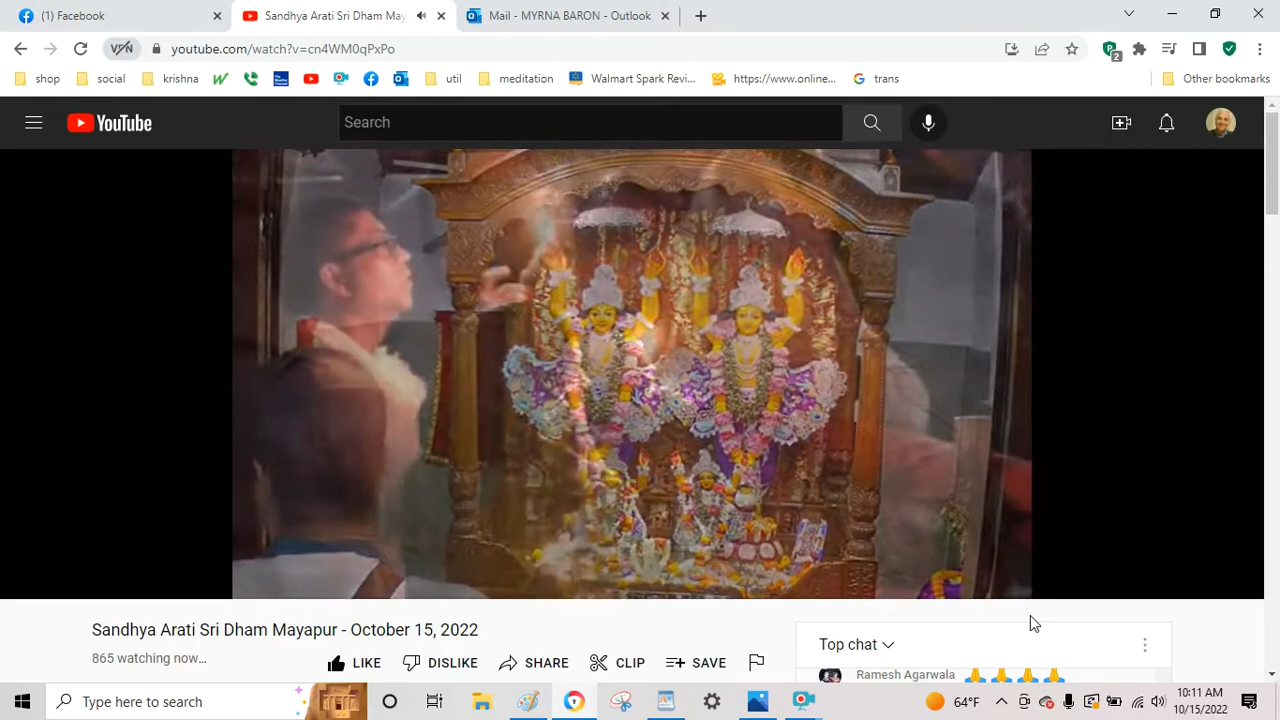 (1) Facebook
Sandhya Arati Sri Dham May
Mail - MYRNA BARON - Outlook
VPN
youtube.com/watch?v=cn4WM0qPxPo
2
shop
social
krishna
util
meditation
Walmart Spark Revi...
https://www.online...
trans
Other bookmarks
YouTube
Search
Sandhya Arati Sri Dham Mayapur - October 15, 2022
865 watching now...
LIKE
DISLIKE
SHARE
CLIP
SAVE
Top chat
Ramesh Agarwala 🙏🙏🙏🙏
Type here to search
64°F
10:11 AM
10/15/2022